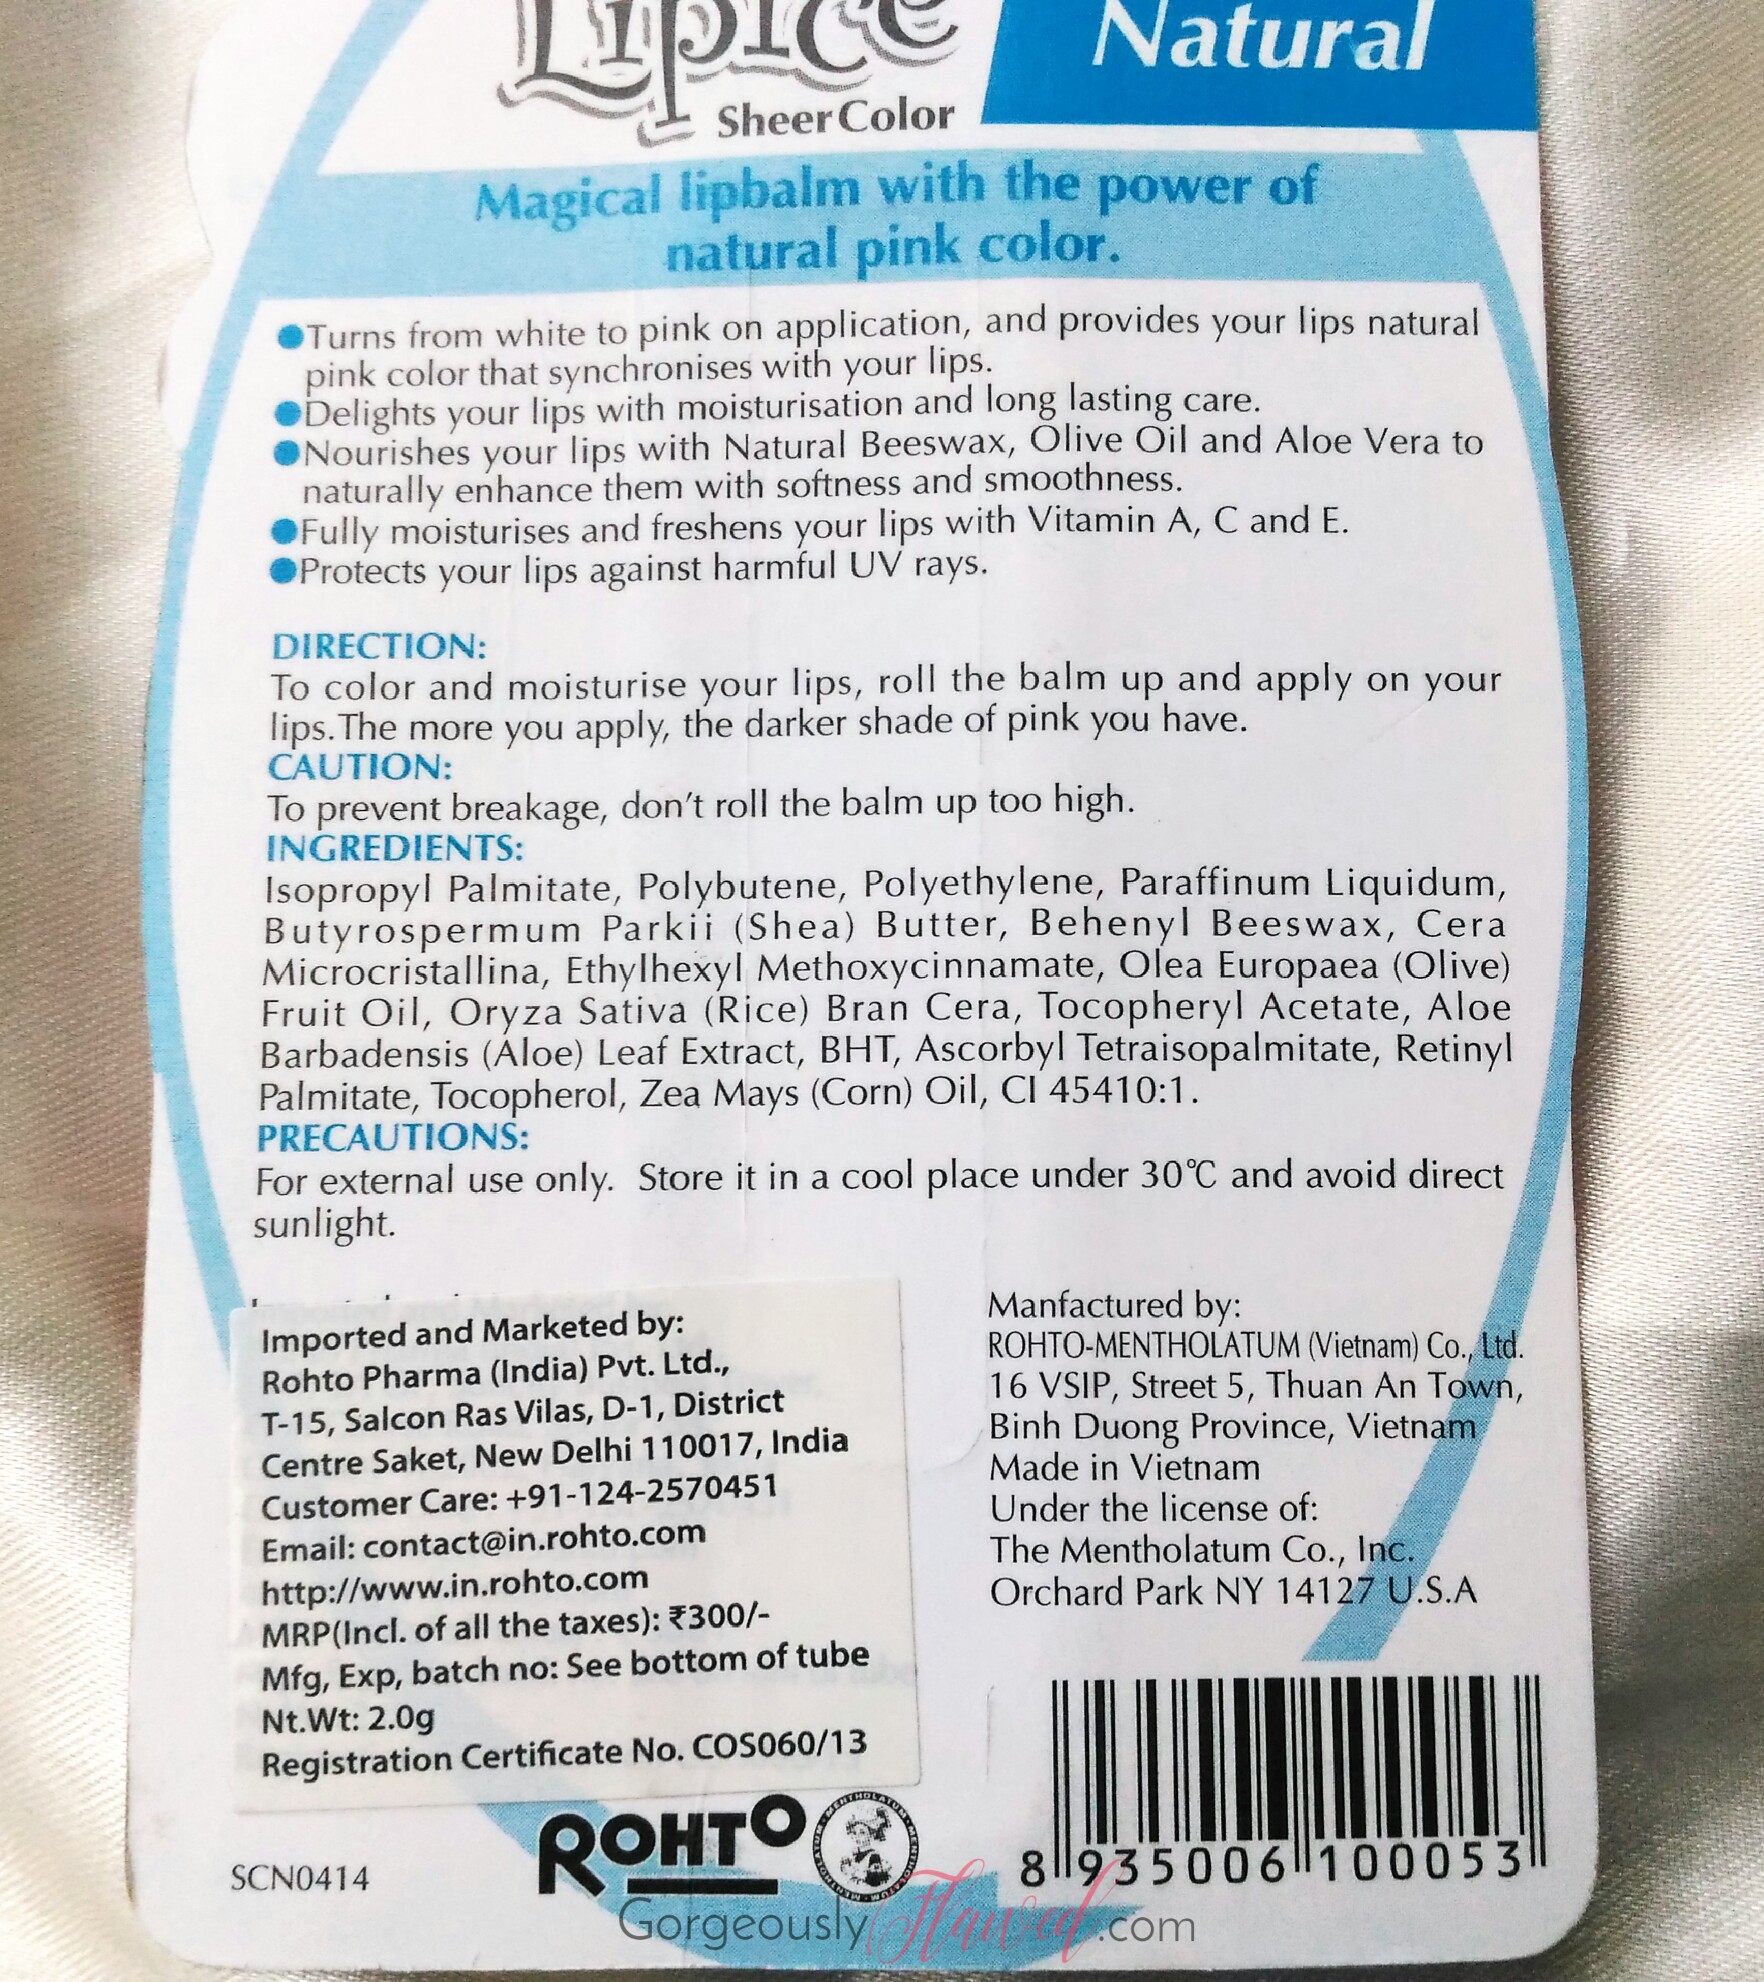 Lipice
Natural
Sheer Color
Magical lipbalm with the power of
natural pink color.
●Turns from white to pink on application, and provides your lips natural
pink color that synchronises with your lips.
●Delights your lips with moisturisation and long lasting care.
●Nourishes your lips with Natural Beeswax, Olive Oil and Aloe Vera to
naturally enhance them with softness and smoothness.
●Fully moisturises and freshens your lips with Vitamin A, C and E.
●Protects your lips against harmful UV rays.
DIRECTION:
To color and moisturise your lips, roll the balm up and apply on your
lips.The more you apply, the darker shade of pink you have.
CAUTION:
To prevent breakage, don't roll the balm up too high.
INGREDIENTS:
Isopropyl Palmitate, Polybutene, Polyethylene, Paraffinum Liquidum,
Butyrospermum Parkii (Shea) Butter, Behenyl Beeswax, Cera
Microcristallina, Ethylhexyl Methoxycinnamate, Olea Europaea (Olive)
Fruit Oil, Oryza Sativa (Rice) Bran Cera, Tocopheryl Acetate, Aloe
Barbadensis (Aloe) Leaf Extract, BHT, Ascorbyl Tetraisopalmitate, Retinyl
Palmitate, Tocopherol, Zea Mays (Corn) Oil, CI 45410:1.
PRECAUTIONS:
For external use only. Store it in a cool place under 30℃ and avoid direct
sunlight.
Imported and Marketed by:
Rohto Pharma (India) Pvt. Ltd.,
T-15, Salcon Ras Vilas, D-1, District
Centre Saket, New Delhi 110017, India
Customer Care: +91-124-2570451
Email: contact@in.rohto.com
http://www.in.rohto.com
MRP(Incl. of all the taxes): ₹300/-
Mfg, Exp, batch no: See bottom of tube
Nt.Wt: 2.0g
Registration Certificate No. COS060/13
Manfactured by:
ROHTO-MENTHOLATUM (Vietnam) Co., Ltd.
16 VSIP, Street 5, Thuan An Town,
Binh Duong Province, Vietnam
Made in Vietnam
Under the license of:
The Mentholatum Co., Inc.
Orchard Park NY 14127 U.S.A
SCN0414
ROHTO
MENTHOLATUM
8 935006 100053
GorgeouslyFlawed.com